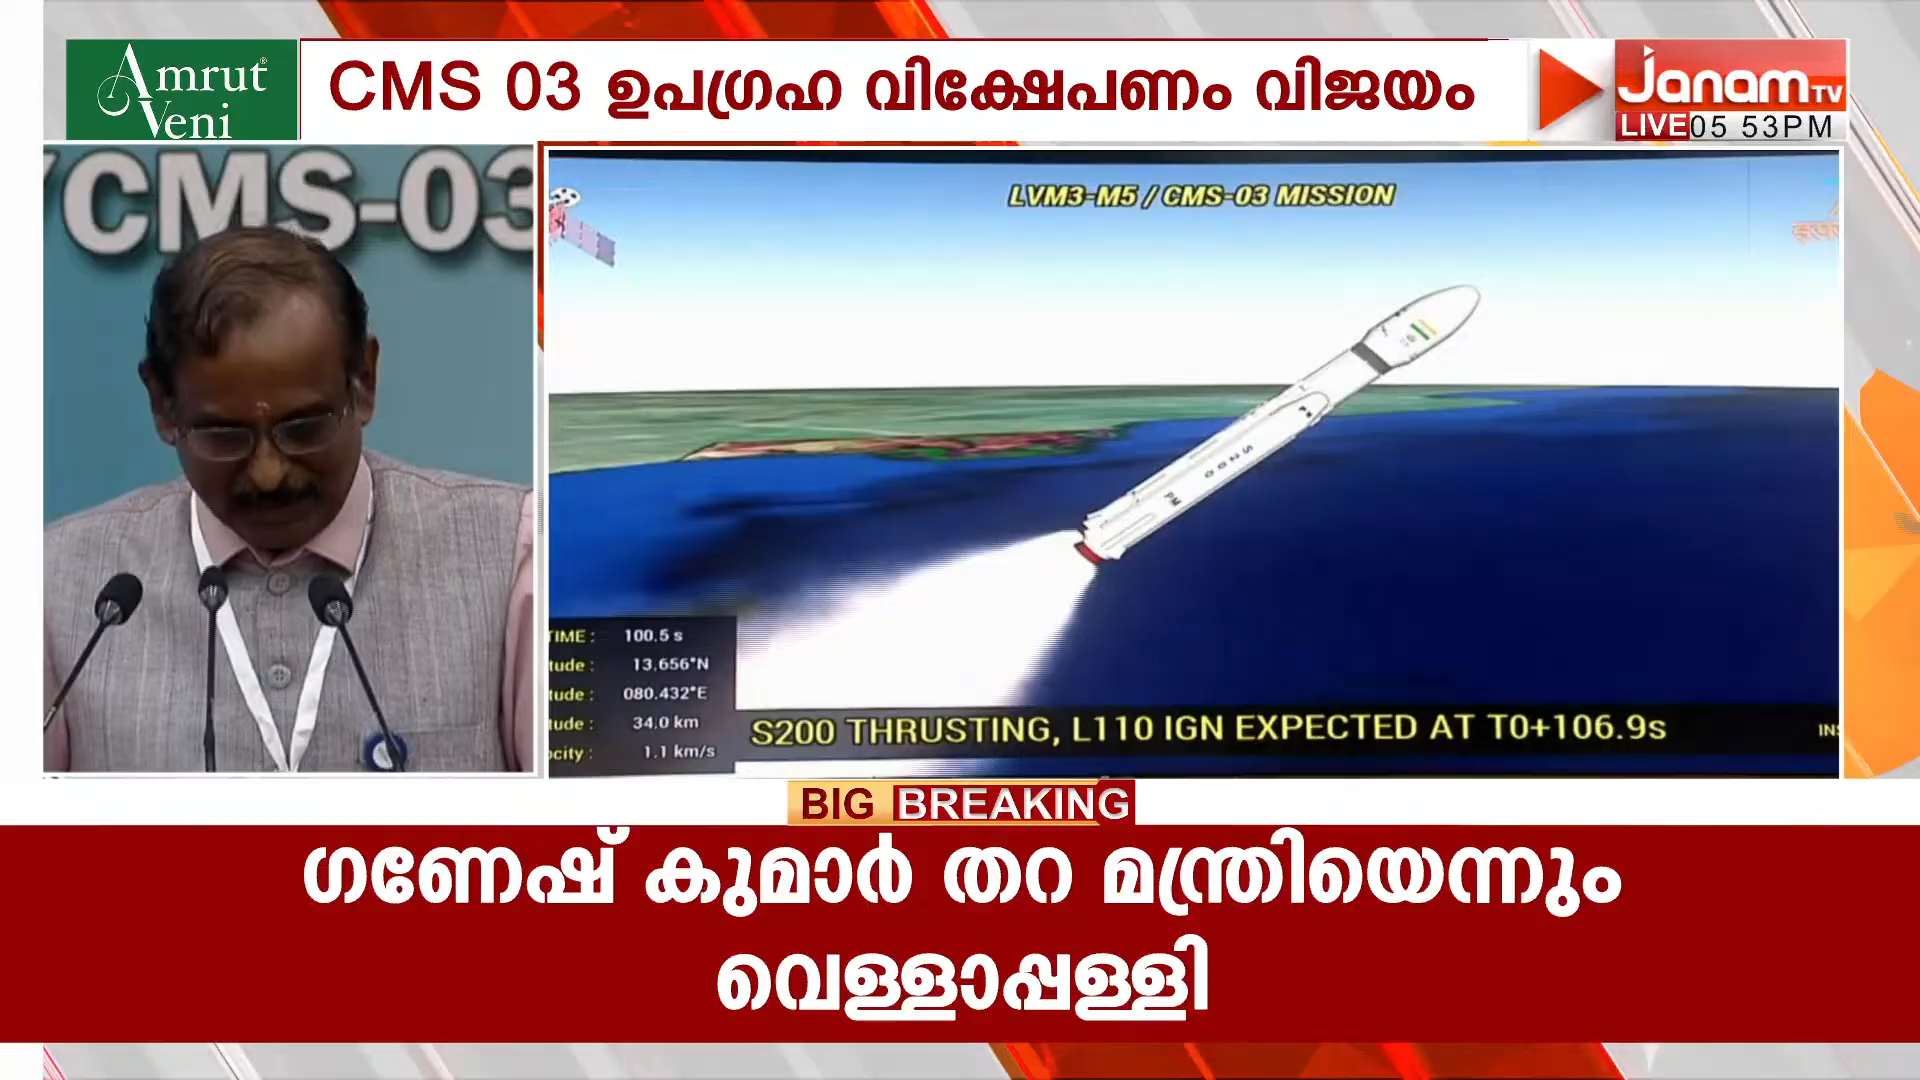 Amrut
Veni
CMS 03 ഉപഗ്രഹ വിക്ഷേപണം വിജയം
Janam TV
LIVE 05 53PM
CMS-03
LVM3-M5 / CMS-03 MISSION
S200
TIME : 100.5 s
tude : 13.656°N
tude : 080.432°E
tude : 34.0 km
ocity : 1.1 km/s
S200 THRUSTING, L110 IGN EXPECTED AT T0+106.9s
BIG BREAKING
ഗണേഷ് കുമാർ തറ മന്ത്രിയെന്നും
വെള്ളാപ്പള്ളി